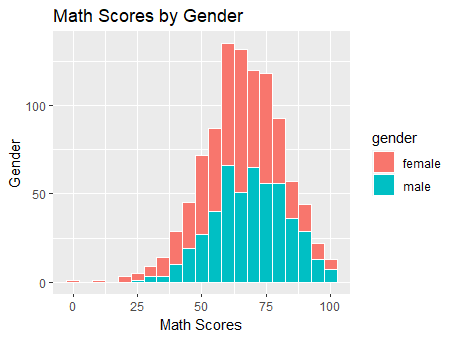 Math Scores by Gender
Gender
100
50
0
0
25
50
75
100
Math Scores
gender
female
male